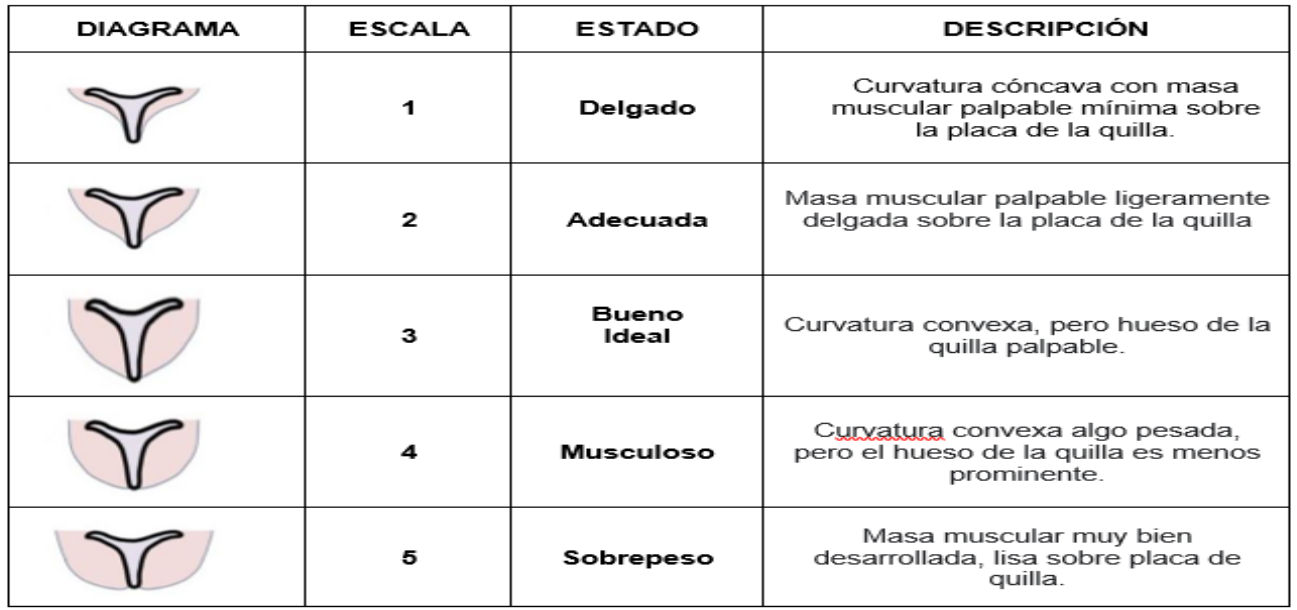 DIAGRAMA ESCALA ESTADO DESCRIPCIÓN
1 Delgado Curvatura cóncava con masa
muscular palpable mínima sobre
la placa de la quilla.
2 Adecuada Masa muscular palpable ligeramente
delgada sobre la placa de la quilla
3 Bueno
Ideal Curvatura convexa, pero hueso de la
quilla palpable.
4 Musculoso Curvatura convexa algo pesada,
pero el hueso de la quilla es menos
prominente.
5 Sobrepeso Masa muscular muy bien
desarrollada, lisa sobre placa de
quilla.